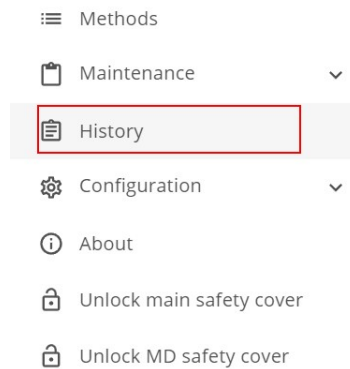 Methods
Maintenance
History
Configuration
About
Unlock main safety cover
Unlock MD safety cover